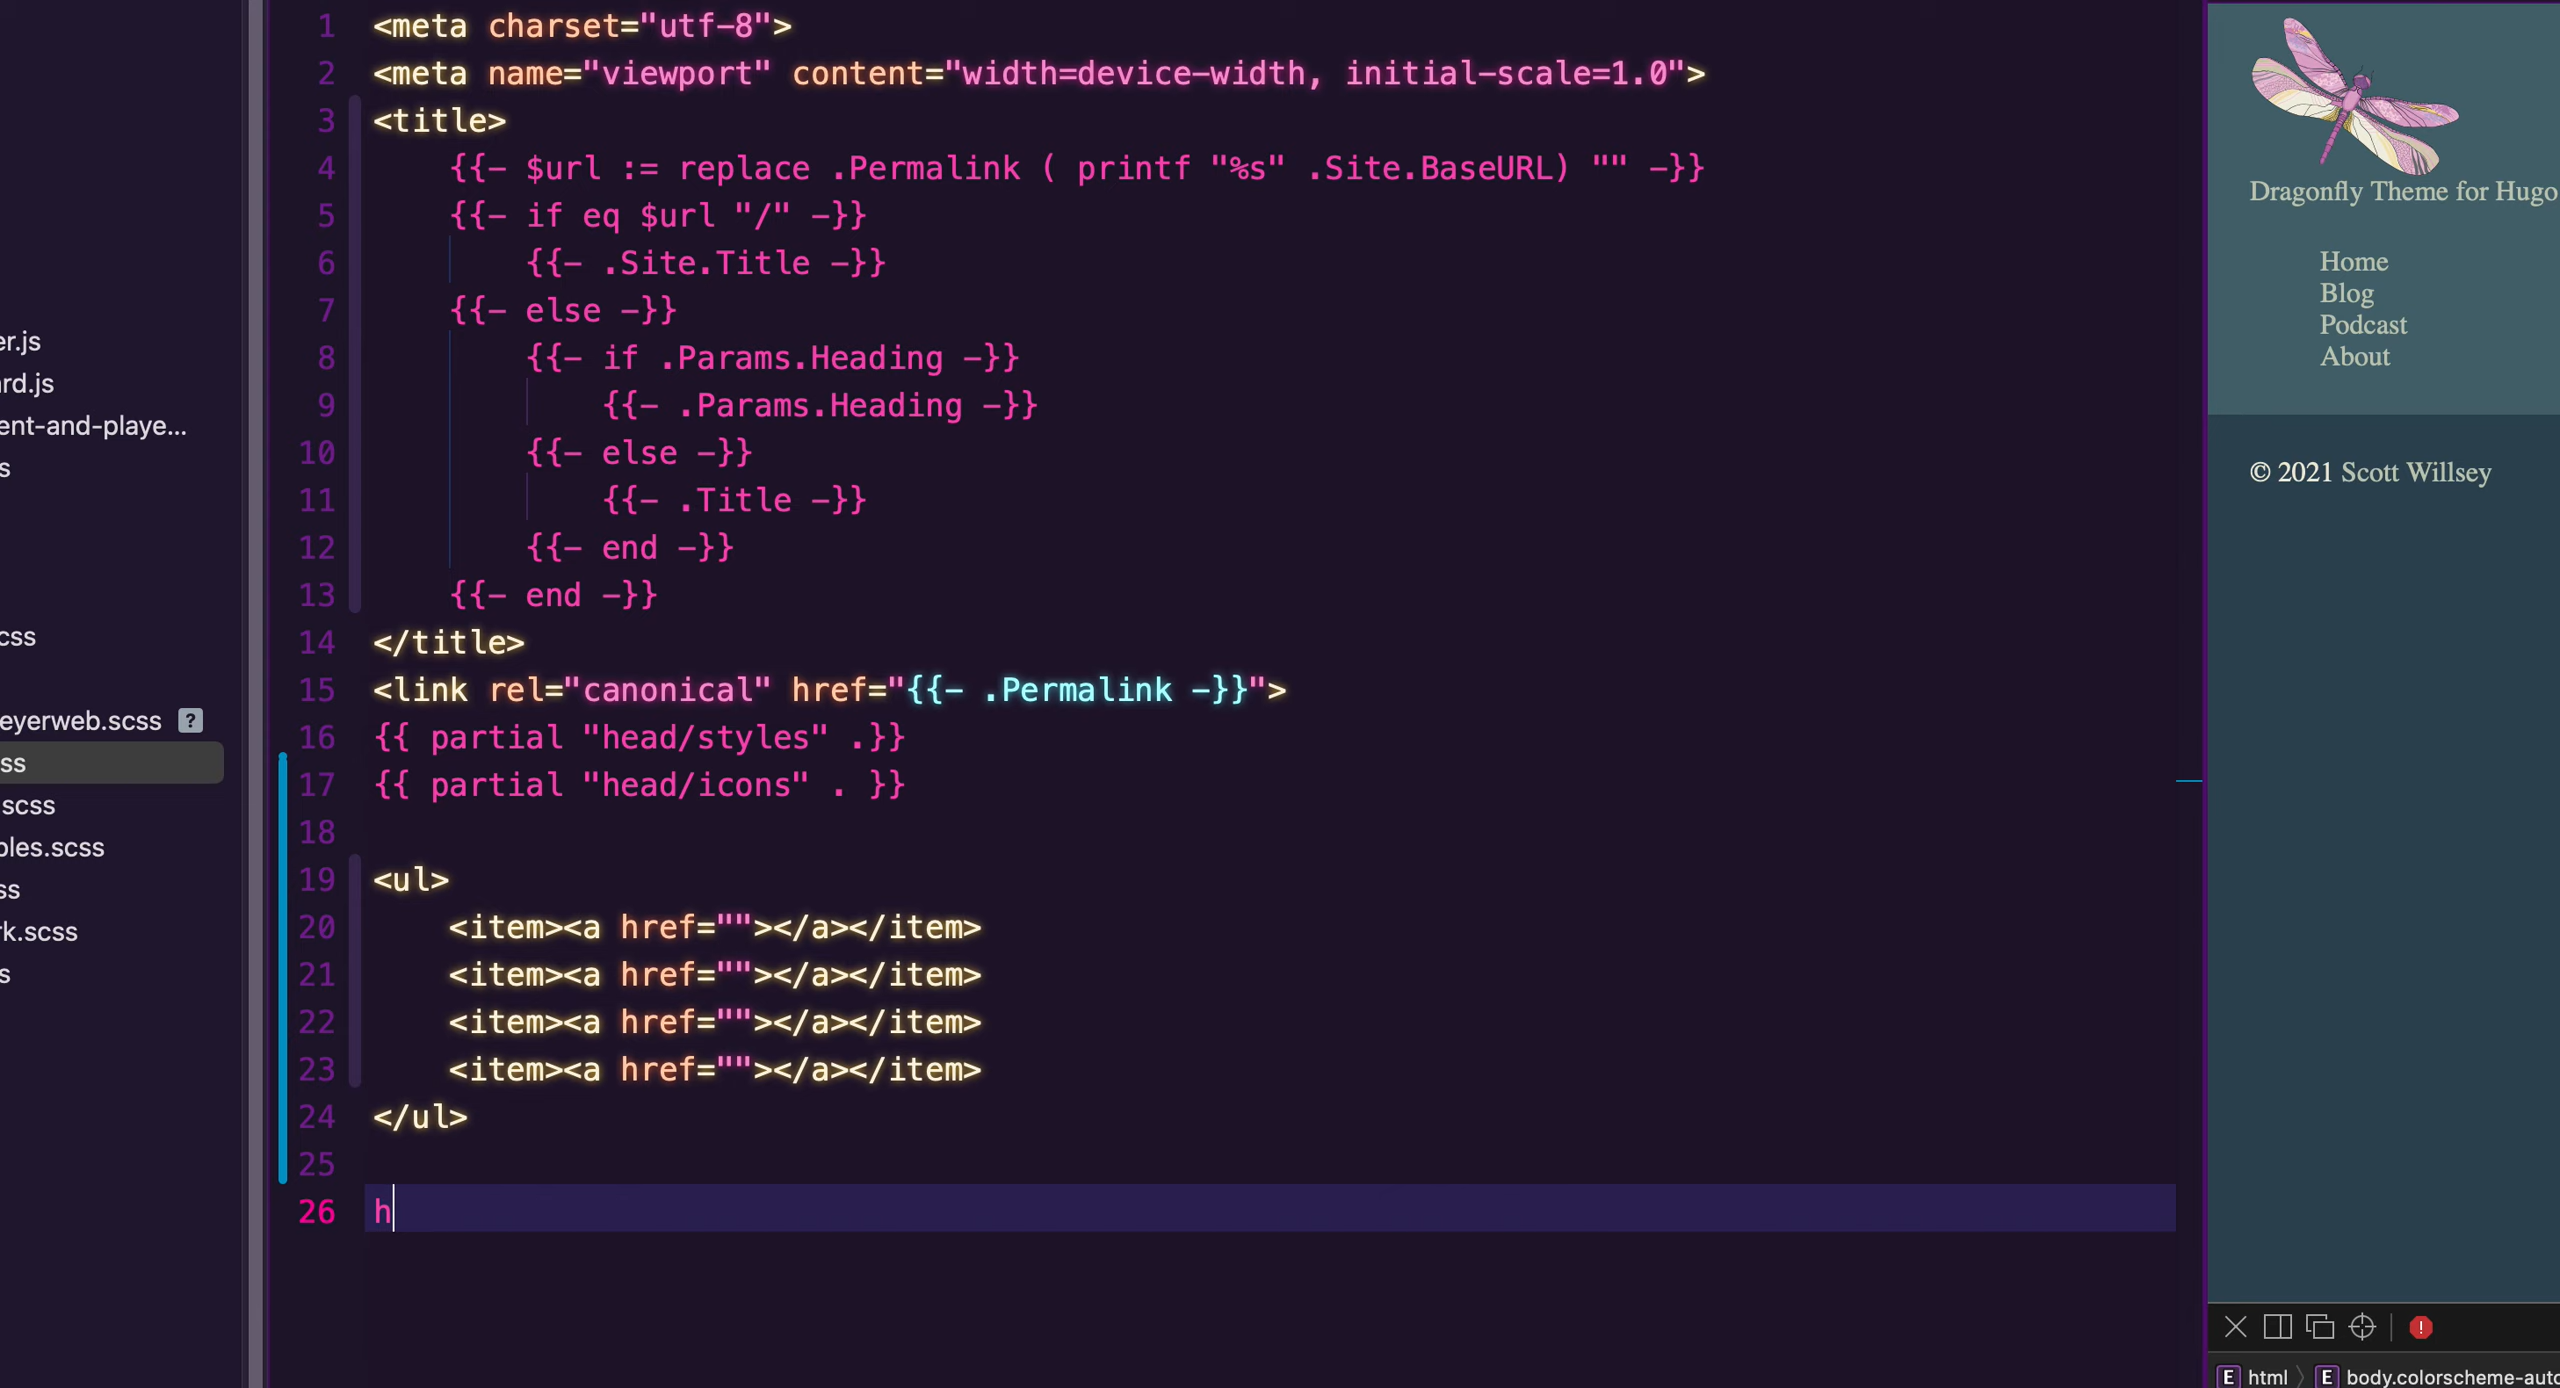 er.js
rd.js
ent-and-playe...
s
css
eyerweb.scss ?
ss
scss
bles.scss
ss
k.scss
s
1 <meta charset="utf-8">
2 <meta name="viewport" content="width=device-width, initial-scale=1.0">
3 <title>
4 {{- $url := replace .Permalink ( printf "%s" .Site.BaseURL) "" -}}
5 {{- if eq $url "/" -}}
6 {{- .Site.Title -}}
7 {{- else -}}
8 {{- if .Params.Heading -}}
9 {{- .Params.Heading -}}
10 {{- else -}}
11 {{- .Title -}}
12 {{- end -}}
13 {{- end -}}
14 </title>
15 <link rel="canonical" href="{{- .Permalink -}}">
16 {{ partial "head/styles" .}}
17 {{ partial "head/icons" . }}
18
19 <ul>
20 <item><a href=""></a></item>
21 <item><a href=""></a></item>
22 <item><a href=""></a></item>
23 <item><a href=""></a></item>
24 </ul>
25
26 h
Dragonfly Theme for Hugo
Home
Blog
Podcast
About
© 2021 Scott Willsey
E html E body.colorscheme-auto